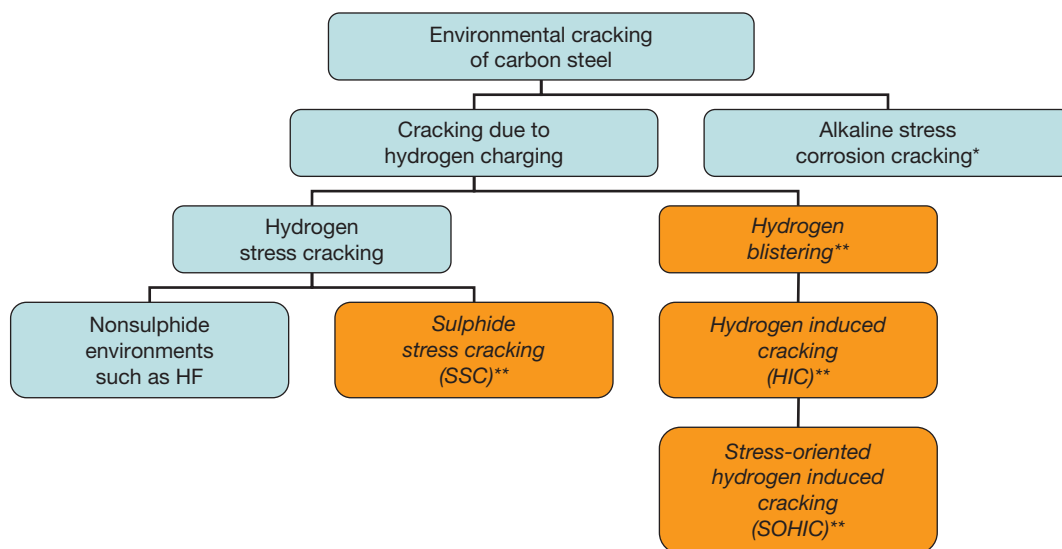 Environmental cracking
of carbon steel
Cracking due to
hydrogen charging
Alkaline stress
corrosion cracking*
Hydrogen
stress cracking
Hydrogen
blistering**
Nonsulphide
environments
such as HF
Sulphide
stress cracking
(SSC)**
Hydrogen induced
cracking
(HIC)**
Stress-oriented
hydrogen induced
cracking
(SOHIC)**